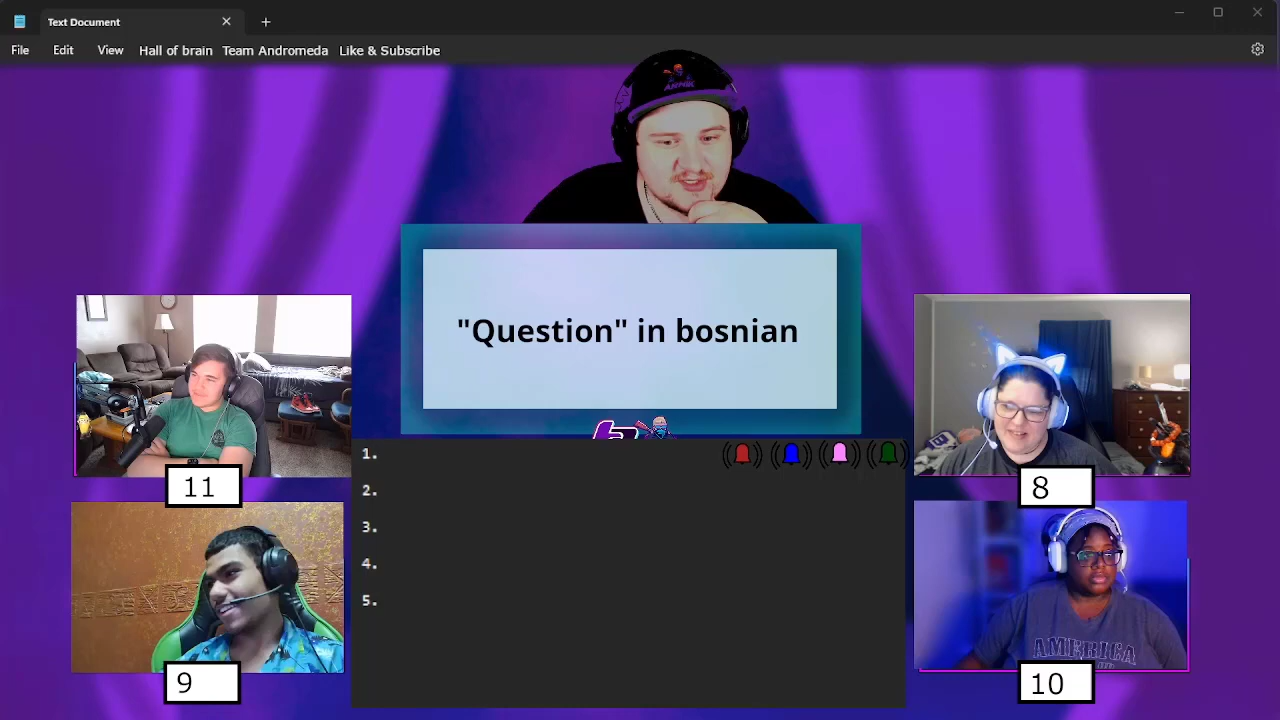 Text Document
File Edit View Hall of brain Team Andromeda Like & Subscribe
"Question" in bosnian
1.
2.
3.
4.
5.
11
8
9
10
AMERICA